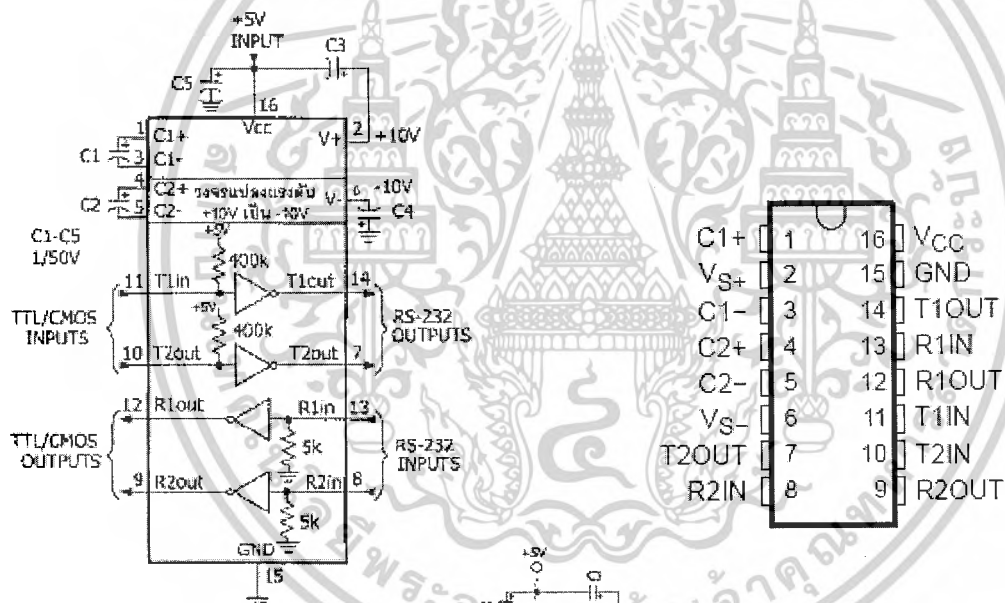 +5V
INPUT
C3
C5
16
VCC
1
C1+
V+
2
+10V
C1
3
C1-
4
C2+
วงจรแปลงแรงดัน
V-
6
-10V
C2
5
C2-
+10V เป็น -10V
C4
C1-C5
1/50V
+5V
400k
11
T1in
T1out
14
+5V
TTL/CMOS
INPUTS
400k
RS-232
OUTPUTS
10
T2out
T2out
7
12
R1out
R1in
13
TTL/CMOS
OUTPUTS
5k
RS-232
INPUTS
9
R2out
R2in
8
5k
GND
15
C1+
1
16
VCC
VS+
2
15
GND
C1−
3
14
T1OUT
C2+
4
13
R1IN
C2−
5
12
R1OUT
VS−
6
11
T1IN
T2OUT
7
10
T2IN
R2IN
8
9
R2OUT
+5V